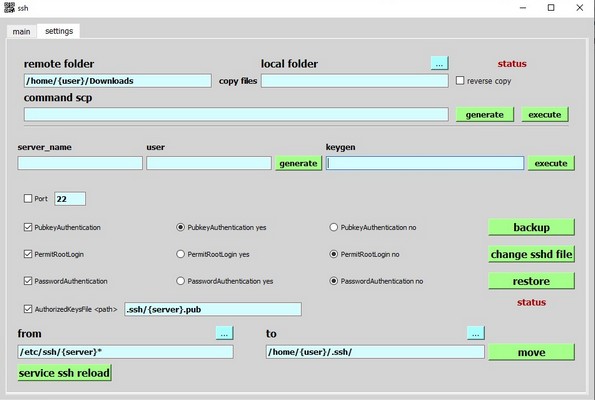 ssh
main settings
remote folder local folder ... status
/home/{user}/Downloads copy files reverse copy
command scp
generate execute
server_name user keygen
generate execute
Port 22
PubkeyAuthentication PubkeyAuthentication yes PubkeyAuthentication no backup
PermitRootLogin PermitRootLogin yes PermitRootLogin no change sshd file
PasswordAuthentication PasswordAuthentication yes PasswordAuthentication no restore
AuthorizedKeysFile <path> .ssh/{server}.pub status
from ... to ...
/etc/ssh/{server}* /home/{user}/.ssh/ move
service ssh reload